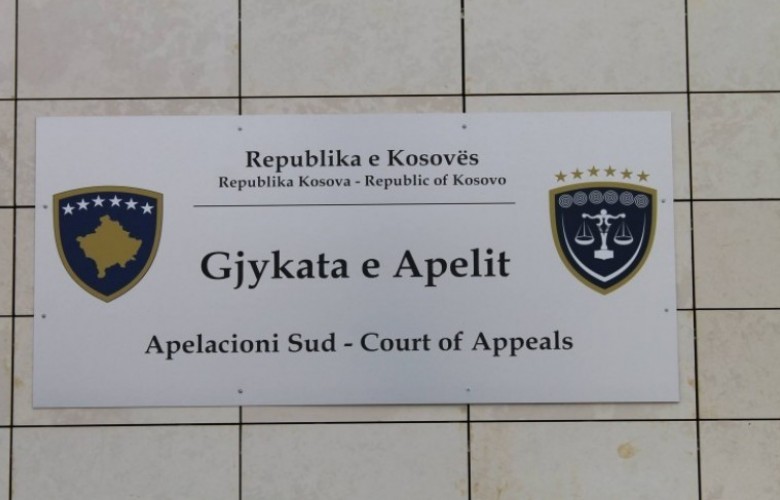 Republika e Kosovës
Republika Kosova - Republic of Kosovo
Gjykata e Apelit
Apelacioni Sud - Court of Appeals